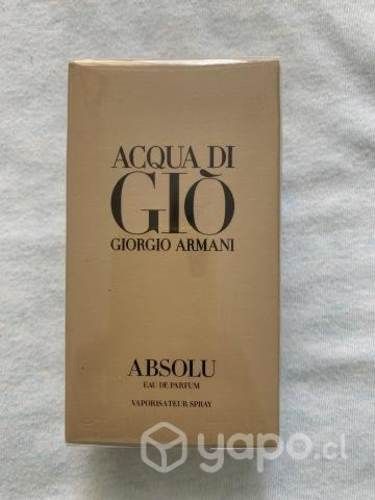 ACQUA DI
GIÒ
GIORGIO ARMANI
ABSOLU
EAU DE PARFUM
VAPORISATEUR SPRAY
yapo.cl